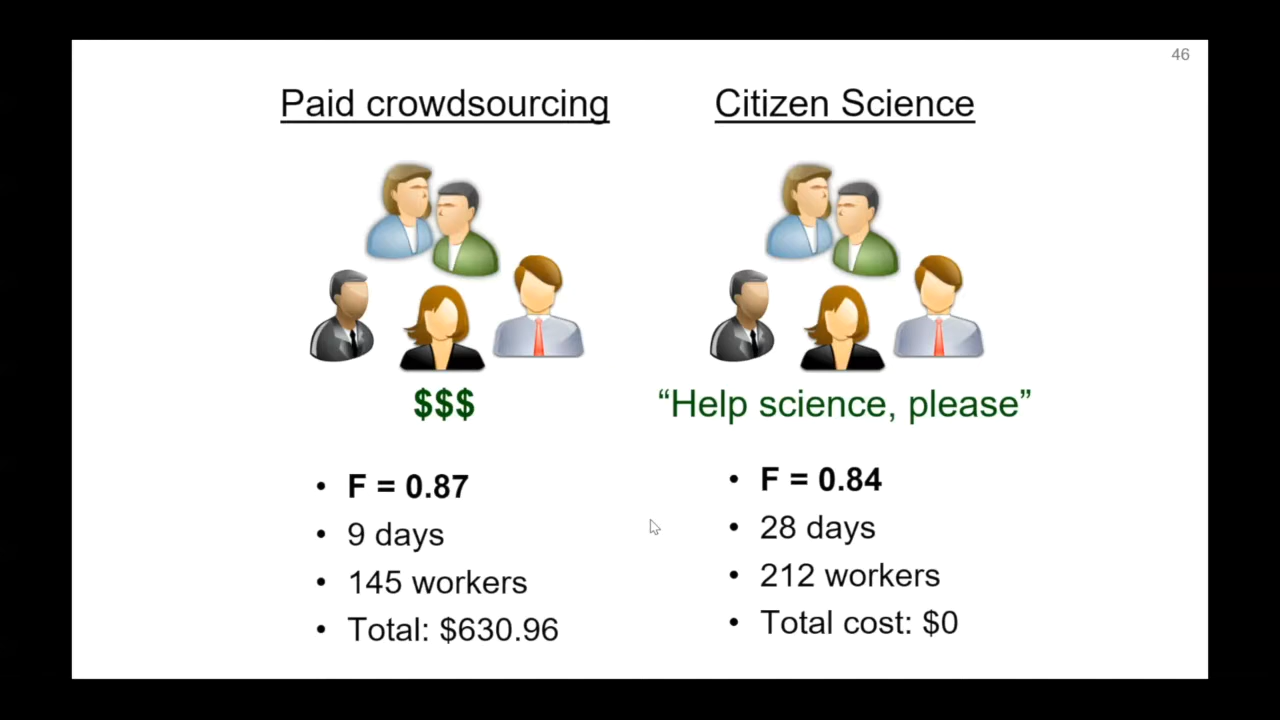 46
Paid crowdsourcing
Citizen Science
$$$
“Help science, please”
• F = 0.87
• 9 days
• 145 workers
• Total: $630.96
• F = 0.84
• 28 days
• 212 workers
• Total cost: $0